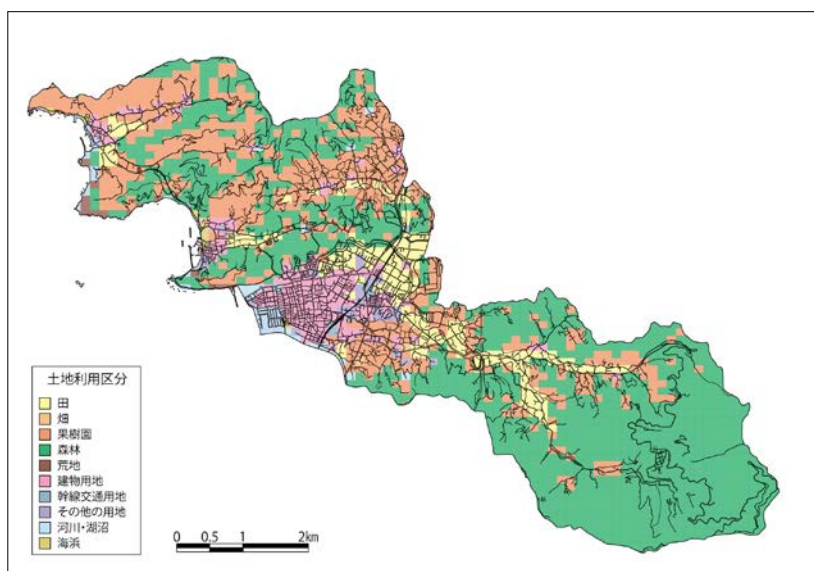 土地利用区分
田
畑
果樹園
森林
荒地
建物用地
幹線交通用地
その他の用地
河川・湖沼
海浜
0 0.5 1 2km